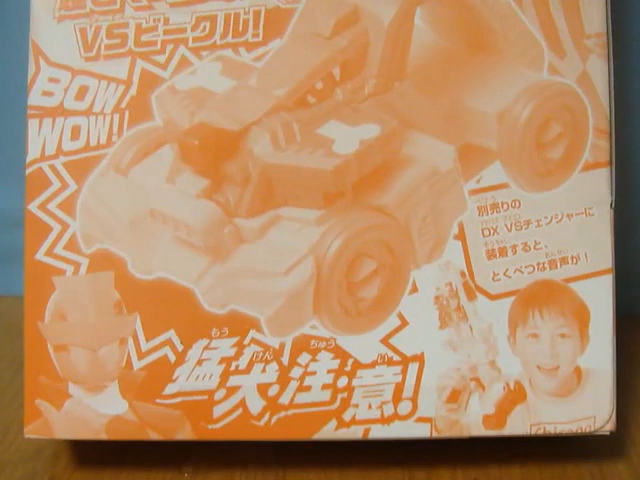 VSビークル!
BOW
WOW!!
別売りの
DX VSチェンジャーに
装着すると、
とくべつな音声が!
猛・犬・注・意!